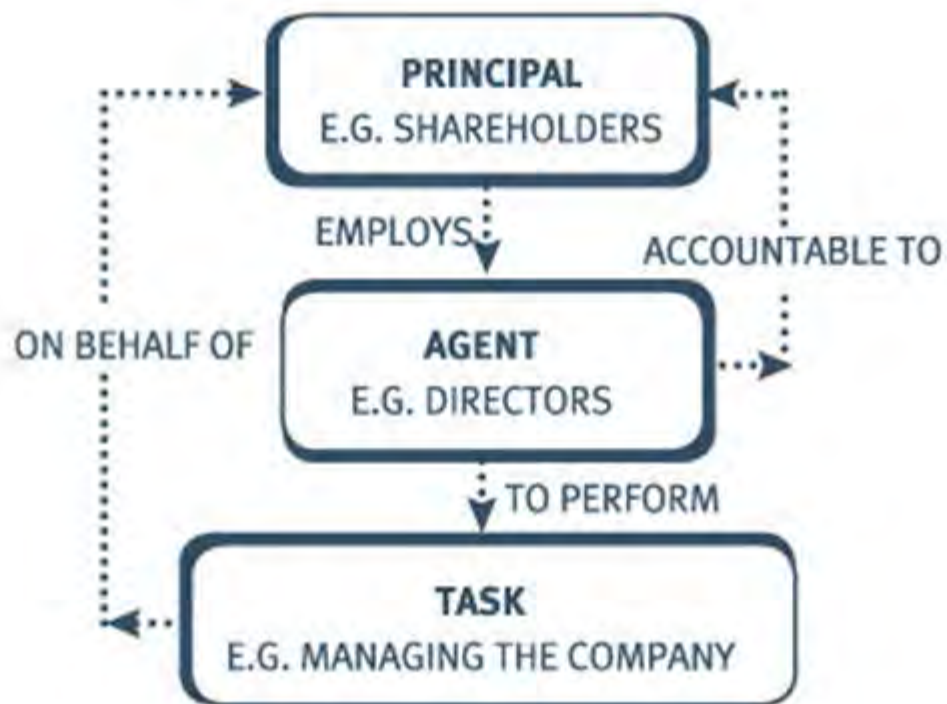 PRINCIPAL
E.G. SHAREHOLDERS
EMPLOYS
ACCOUNTABLE TO
ON BEHALF OF
AGENT
E.G. DIRECTORS
TO PERFORM
TASK
E.G. MANAGING THE COMPANY